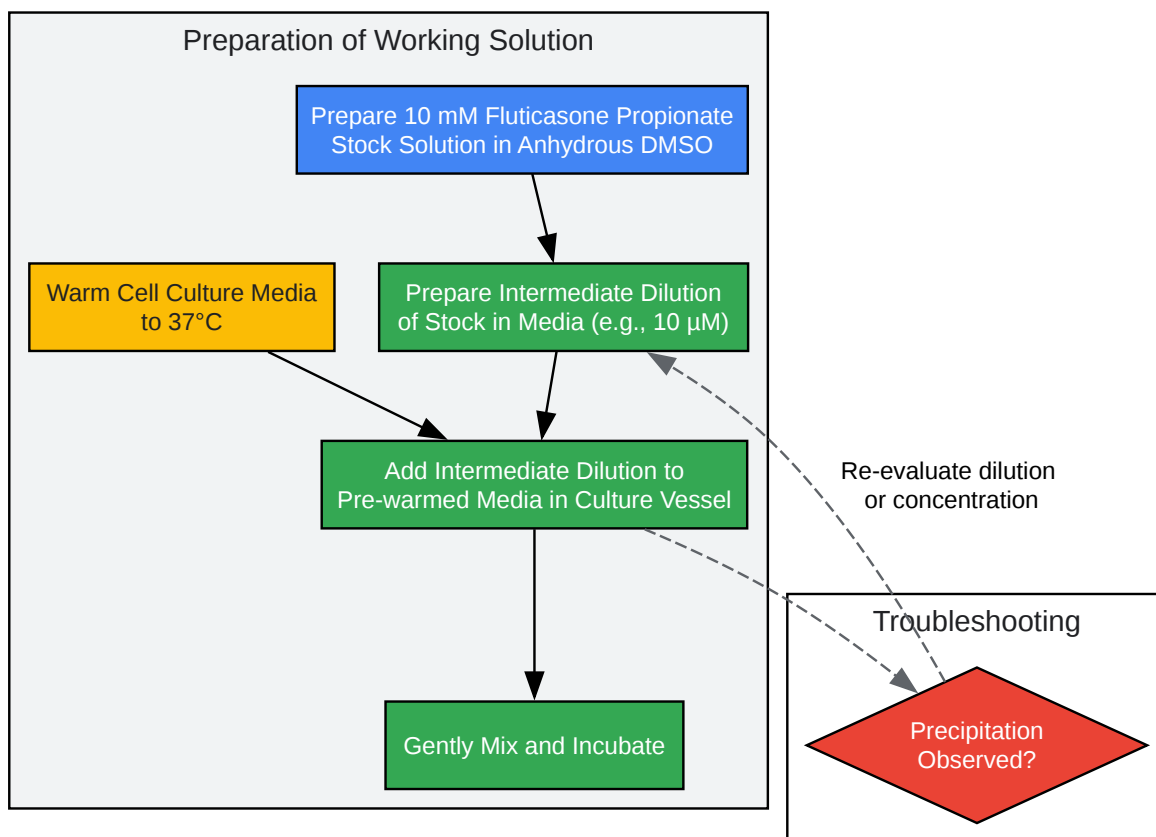 Preparation of Working Solution
Prepare 10 mM Fluticasone Propionate
Stock Solution in Anhydrous DMSO
Warm Cell Culture Media
to 37°C
Prepare Intermediate Dilution
of Stock in Media (e.g., 10 µM)
Add Intermediate Dilution to
Pre-warmed Media in Culture Vessel
Re-evaluate dilution
or concentration
Troubleshooting
Precipitation
Observed?
Gently Mix and Incubate